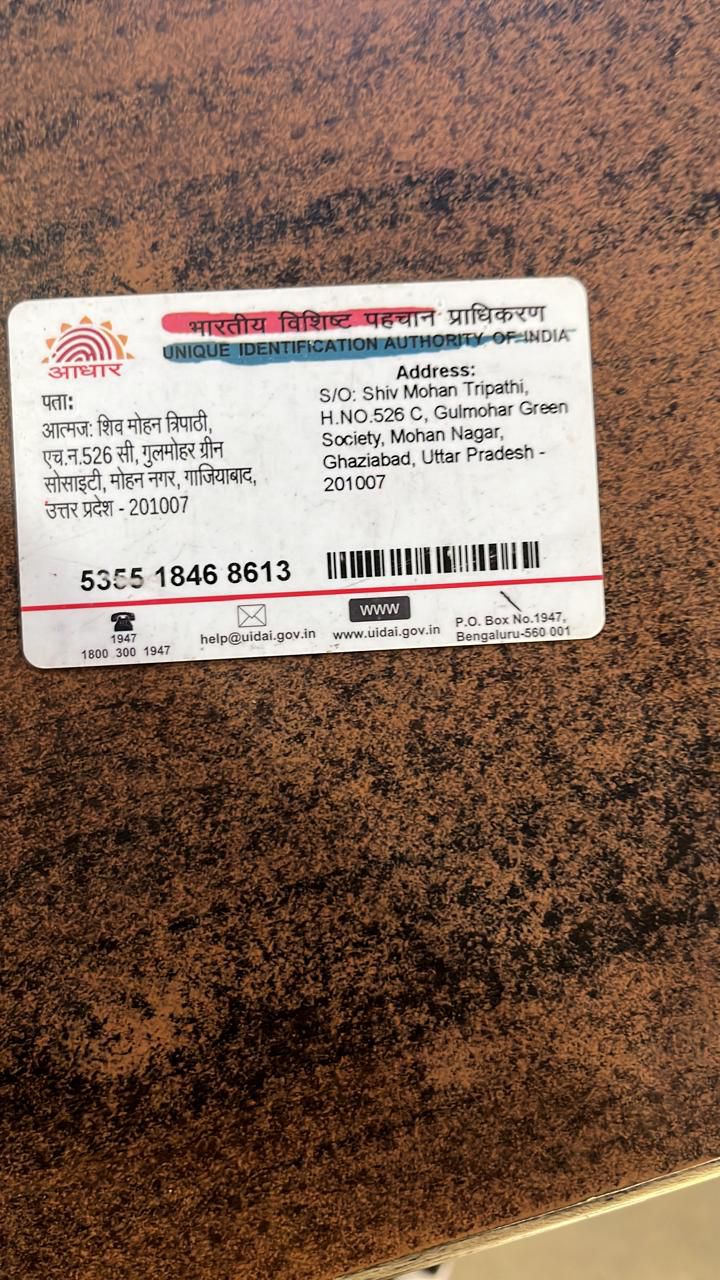 भारतीय विशिष्ट पहचान प्राधिकरण
UNIQUE IDENTIFICATION AUTHORITY OF INDIA
आधार
पता:
आत्मज: शिव मोहन त्रिपाठी,
एच.न.526 सी, गुलमोहर ग्रीन
सोसाइटी, मोहन नगर, गाजियाबाद,
उत्तर प्रदेश - 201007
Address:
S/O: Shiv Mohan Tripathi,
H.NO.526 C, Gulmohar Green
Society, Mohan Nagar,
Ghaziabad, Uttar Pradesh -
201007
5355 1846 8613
1947
1800 300 1947
help@uidai.gov.in
www
www.uidai.gov.in
P.O. Box No.1947,
Bengaluru-560 001